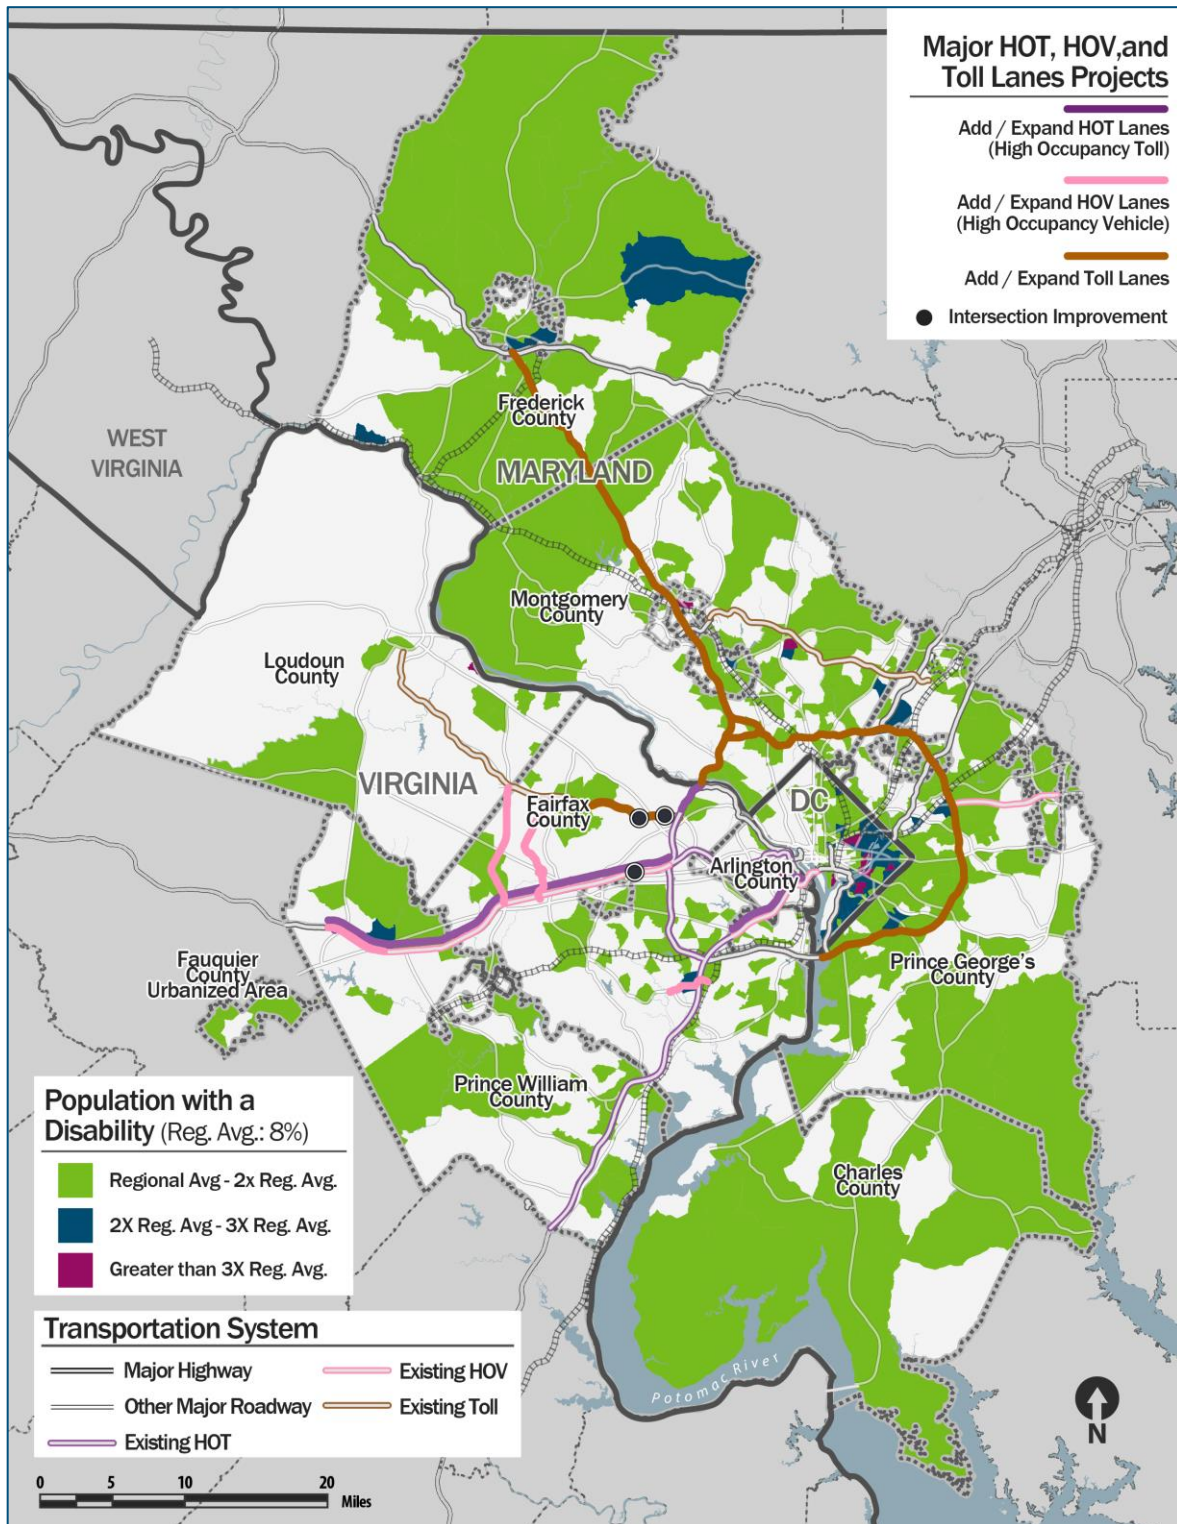 Major HOT, HOV,and
Toll Lanes Projects
Add / Expand HOT Lanes
(High Occupancy Toll)
Add / Expand HOV Lanes
(High Occupancy Vehicle)
Add / Expand Toll Lanes
Intersection Improvement
Frederick
County
WEST
VIRGINIA
MARYLAND
Montgomery
County
Loudoun
County
VIRGINIA
Fairfax
County
DC
Arlington
County
Fauquier
County
Urbanized Area
Prince George's
County
Prince William
County
Charles
County
Population with a
Disability (Reg. Avg.: 8%)
Regional Avg - 2x Reg. Avg.
2X Reg. Avg - 3X Reg. Avg.
Greater than 3X Reg. Avg.
Transportation System
Major Highway
Existing HOV
Other Major Roadway
Existing Toll
Existing HOT
Potomac River
N
0 5 10 20
Miles